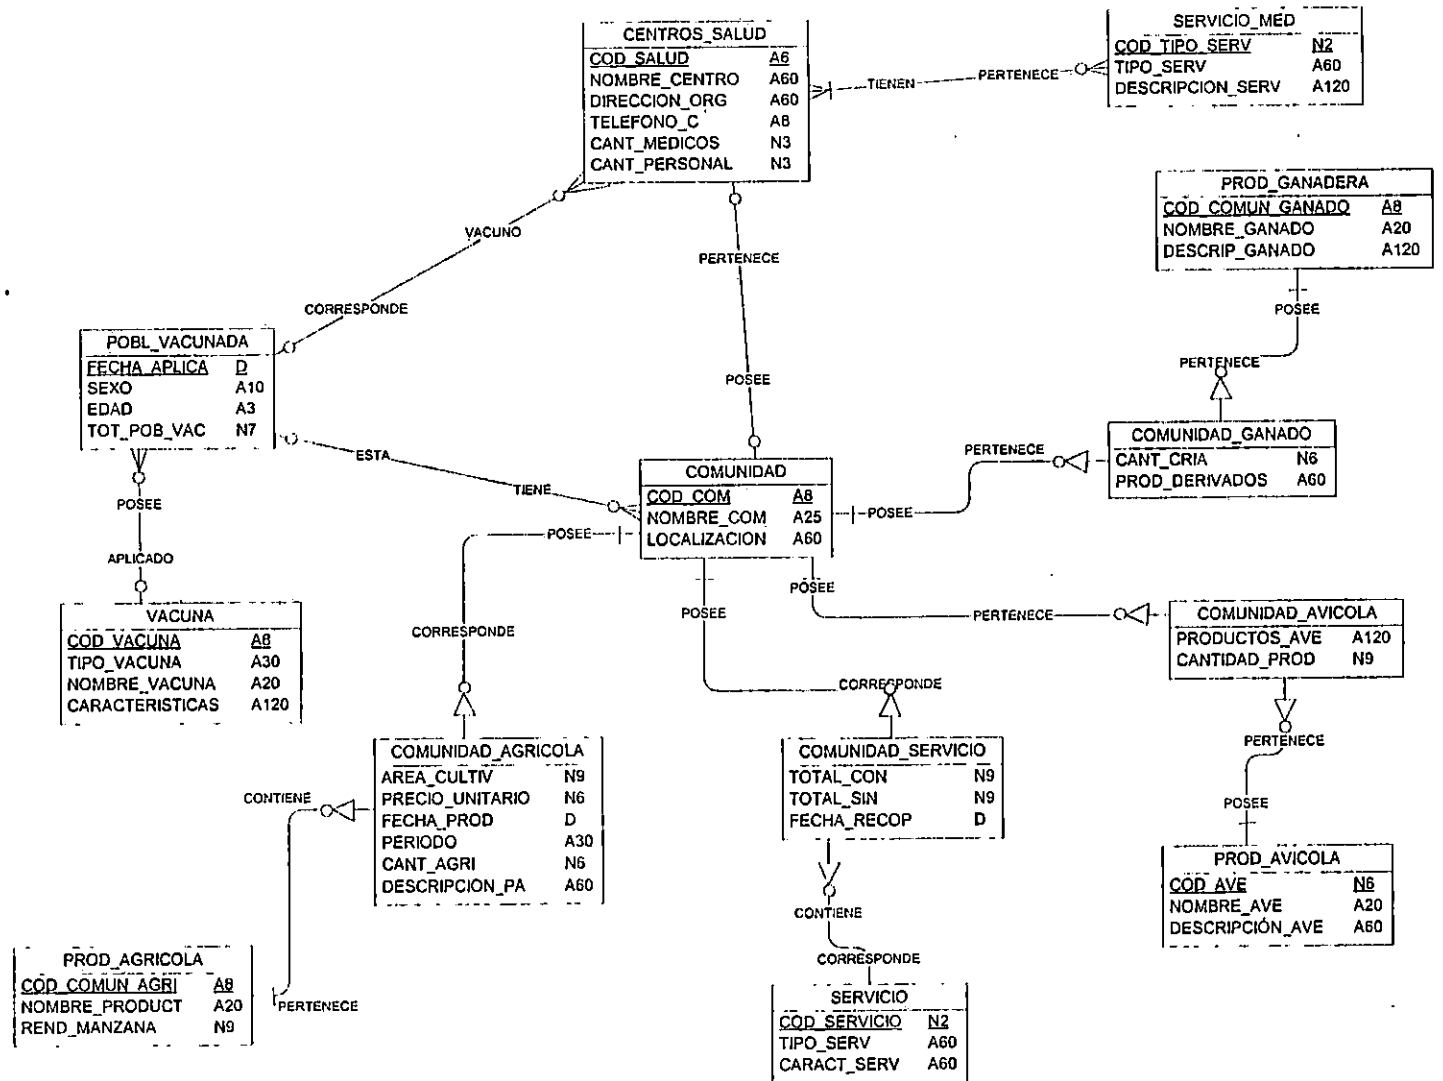 CENTROS_SALUD
COD_SALUD A6
NOMBRE_CENTRO A60
DIRECCION_ORG A60
TELEFONO_C A8
CANT_MEDICOS N3
CANT_PERSONAL N3
SERVICIO_MED
COD_TIPO_SERV N2
TIPO_SERV A60
DESCRIPCION_SERV A120
TIENEN
PERTENECE
PROD_GANADERA
COD_COMUN_GANADO A8
NOMBRE_GANADO A20
DESCRIP_GANADO A120
VACUNO
PERTENECE
CORRESPONDE
POSEE
PERTENECE
POBL_VACUNADA
FECHA_APLICA D
SEXO A10
EDAD A3
TOT_POB_VAC N7
POSEE
ESTA
TIENE
COMUNIDAD
COD_COM A8
NOMBRE_COM A25
LOCALIZACION A60
PERTENECE
POSEE
COMUNIDAD_GANADO
CANT_CRIA N6
PROD_DERIVADOS A60
POSEE
APLICADO
POSEE
POSEE
POSEE
PERTENECE
VACUNA
COD_VACUNA A8
TIPO_VACUNA A30
NOMBRE_VACUNA A20
CARACTERISTICAS A120
CORRESPONDE
CORRESPONDE
COMUNIDAD_AVICOLA
PRODUCTOS_AVE A120
CANTIDAD_PROD N9
PERTENECE
POSEE
COMUNIDAD_AGRICOLA
AREA_CULTIV N9
PRECIO_UNITARIO N6
FECHA_PROD D
PERIODO A30
CANT_AGRI N6
DESCRIPCION_PA A60
CONTIENE
COMUNIDAD_SERVICIO
TOTAL_CON N9
TOTAL_SIN N9
FECHA_RECOP D
CONTIENE
CORRESPONDE
PROD_AVICOLA
COD_AVE N6
NOMBRE_AVE A20
DESCRIPCIÓN_AVE A60
PROD_AGRICOLA
COD_COMUN_AGRI A8
NOMBRE_PRODUCT A20
REND_MANZANA N9
PERTENECE
SERVICIO
COD_SERVICIO N2
TIPO_SERV A60
CARACT_SERV A60